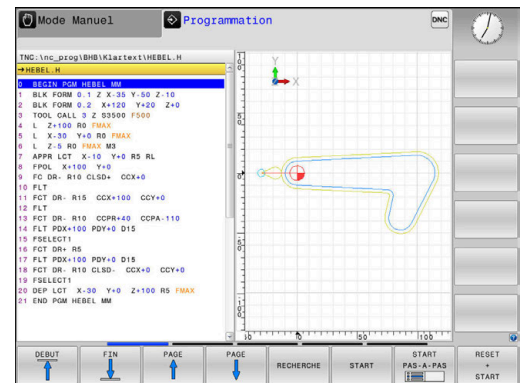 Mode Manuel
Programmation
DNC
TNC:\nc_prog\BHB\Klartext\HEBEL.H
→HEBEL.H
0 BEGIN PGM HEBEL MM
1 BLK FORM 0.1 Z X-35 Y-50 Z-10
2 BLK FORM 0.2 X+120 Y+20 Z+0
3 TOOL CALL 3 Z S3500 F500
4 L Z+100 R0 FMAX
5 L X-30 Y+0 R0 FMAX
6 L Z-5 R0 FMAX M3
7 APPR LCT X-10 Y+0 R5 RL
8 FPOL X+100 Y+0
9 FC DR- R10 CLSD+ CCX+0
10 FLT
11 FCT DR- R15 CCX+100 CCY+0
12 FLT
13 FCT DR- R10 CCPR+40 CCPA-110
14 FLT PDX+100 PDY+0 D15
15 FSELECT1
16 FCT DR+ R5
17 FLT PDX+100 PDY+0 D15
18 FCT DR- R10 CLSD- CCX+0 CCY+0
19 FSELECT1
20 DEP LCT X-30 Y+0 Z+100 R5 FMAX
21 END PGM HEBEL MM
Y
X
0
50
100
DEBUT
FIN
PAGE
PAGE
RECHERCHE
START
START
PAS-A-PAS
RESET
+
START